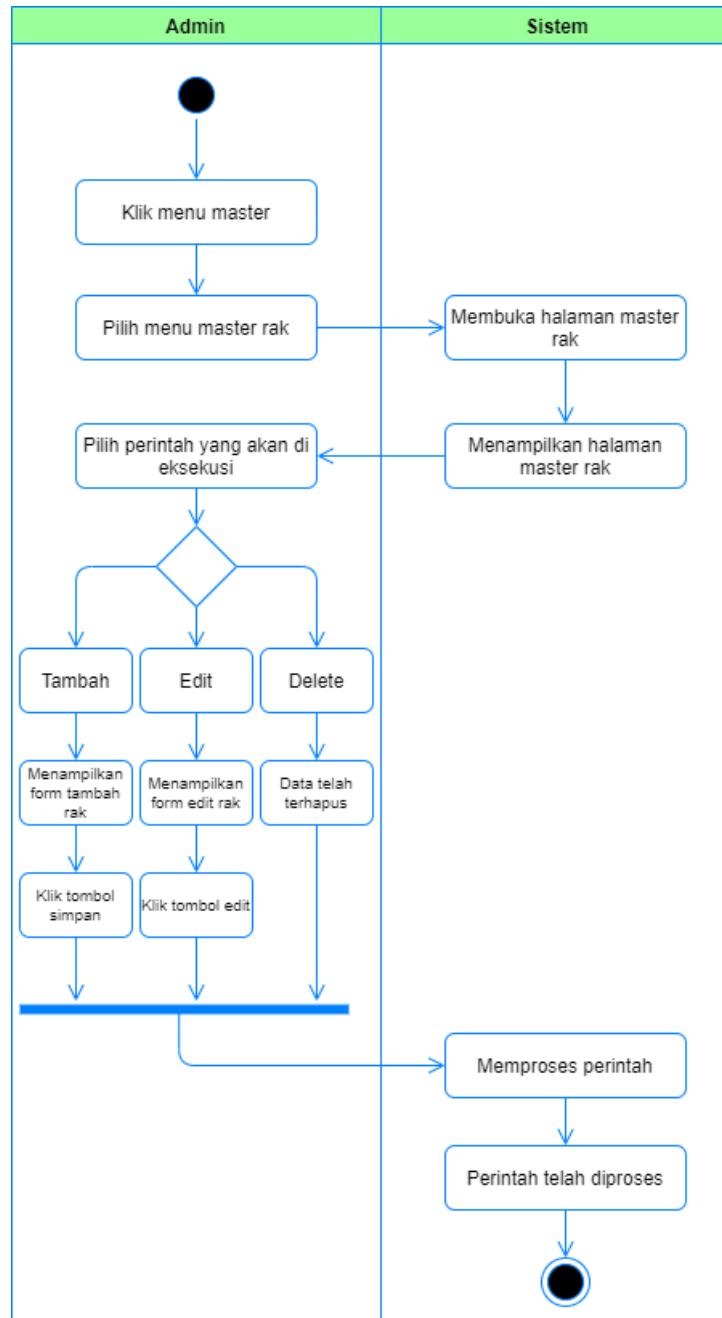 Admin
Sistem
Klik menu master
Pilih menu master rak
Membuka halaman master
rak
Pilih perintah yang akan di
eksekusi
Menampilkan halaman
master rak
Tambah
Edit
Delete
Menampilkan
form tambah
rak
Menampilkan
form edit rak
Data telah
terhapus
Klik tombol
simpan
Klik tombol edit
Memproses perintah
Perintah telah diproses